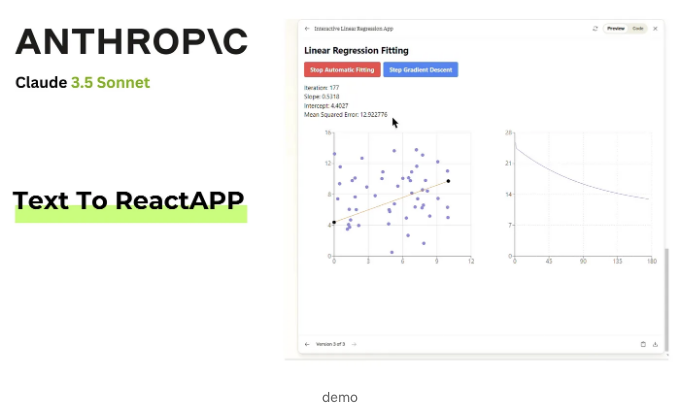 ANTHROP\C
Claude 3.5 Sonnet
Text To ReactAPP
Interactive Linear Regression App
Preview Code
Linear Regression Fitting
Stop Automatic Fitting
Step Gradient Descent
Iteration: 177
Slope: 0.5318
Intercept: 4.4027
Mean Squared Error: 12.922776
16
12
8
4
0
0 3 6 9 12
28
21
14
7
0
0 45 90 135 180
Version 3 of 3
demo